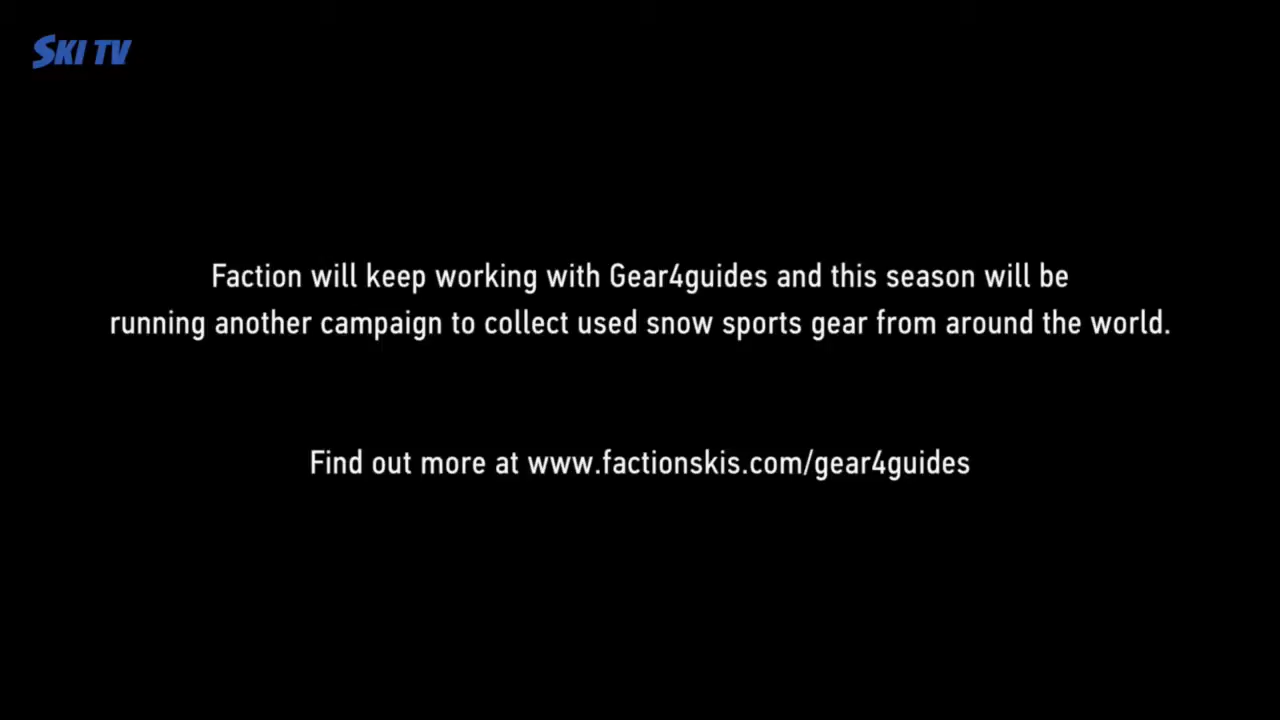 SKI TV
Faction will keep working with Gear4guides and this season will be
running another campaign to collect used snow sports gear from around the world.
Find out more at www.factionskis.com/gear4guides